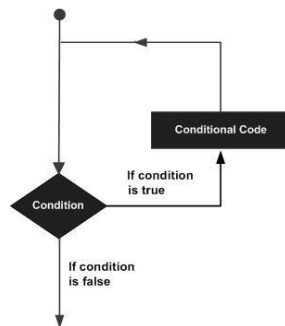 Conditional Code
If condition
is true
Condition
If condition
is false